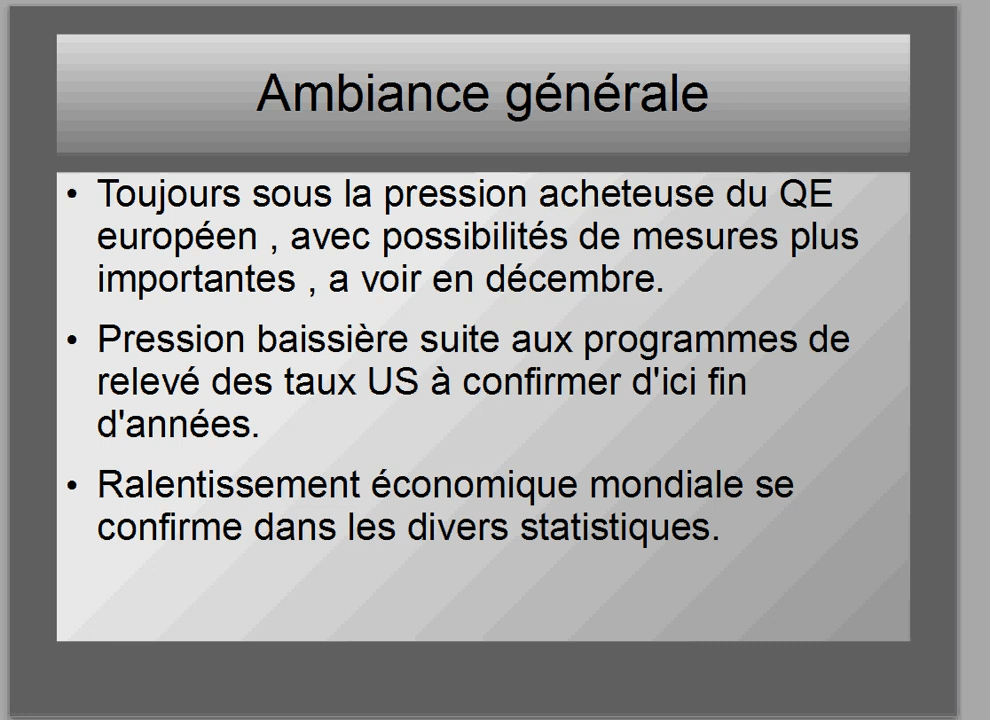 Ambiance générale
• Toujours sous la pression acheteuse du QE
européen , avec possibilités de mesures plus
importantes , a voir en décembre.
• Pression baissière suite aux programmes de
relevé des taux US à confirmer d'ici fin
d'années.
• Ralentissement économique mondiale se
confirme dans les divers statistiques.